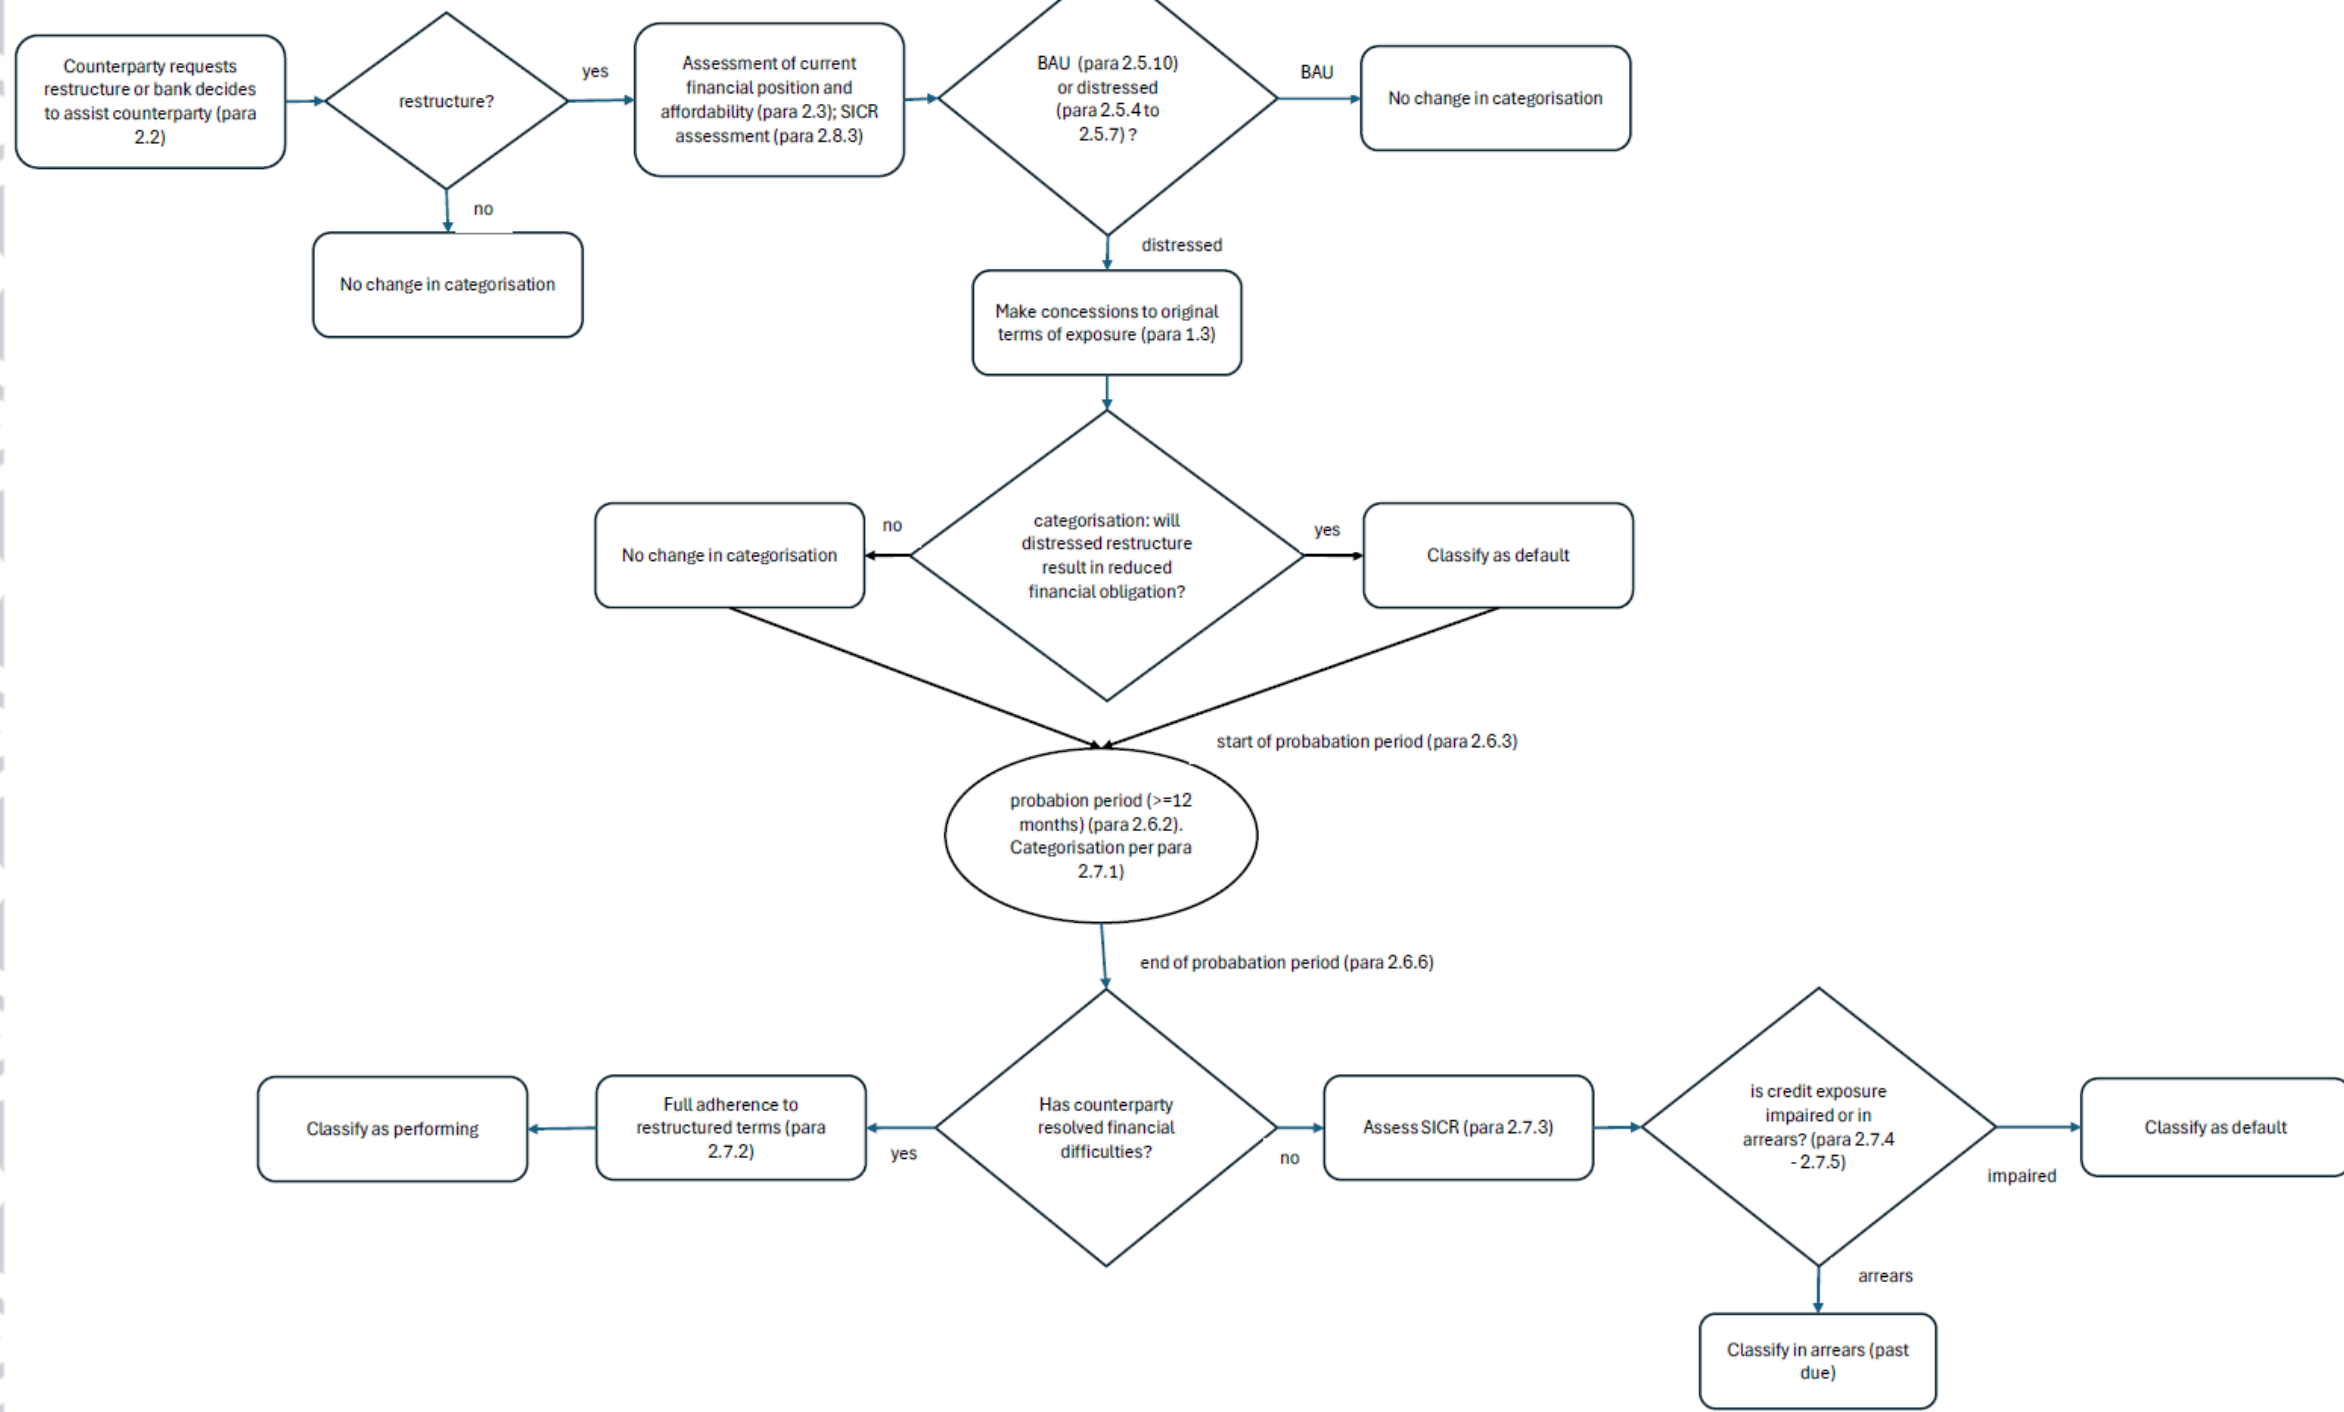 Counterparty requests
restructure or bank decides
to assist counterparty (para
2.2)
restructure?
yes
no
No change in categorisation
Assessment of current
financial position and
affordability (para 2.3); SICR
assessment (para 2.8.3)
BAU (para 2.5.10)
or distressed
(para 2.5.4 to
2.5.7) ?
BAU
No change in categorisation
distressed
Make concessions to original
terms of exposure (para 1.3)
categorisation: will
distressed restructure
result in reduced
financial obligation?
no
No change in categorisation
yes
Classify as default
start of probabation period (para 2.6.3)
probabion period (>=12
months) (para 2.6.2).
Categorisation per para
2.7.1)
end of probabation period (para 2.6.6)
Has counterparty
resolved financial
difficulties?
yes
Full adherence to
restructured terms (para
2.7.2)
Classify as performing
no
Assess SICR (para 2.7.3)
is credit exposure
impaired or in
arrears? (para 2.7.4
- 2.7.5)
impaired
Classify as default
arrears
Classify in arrears (past
due)